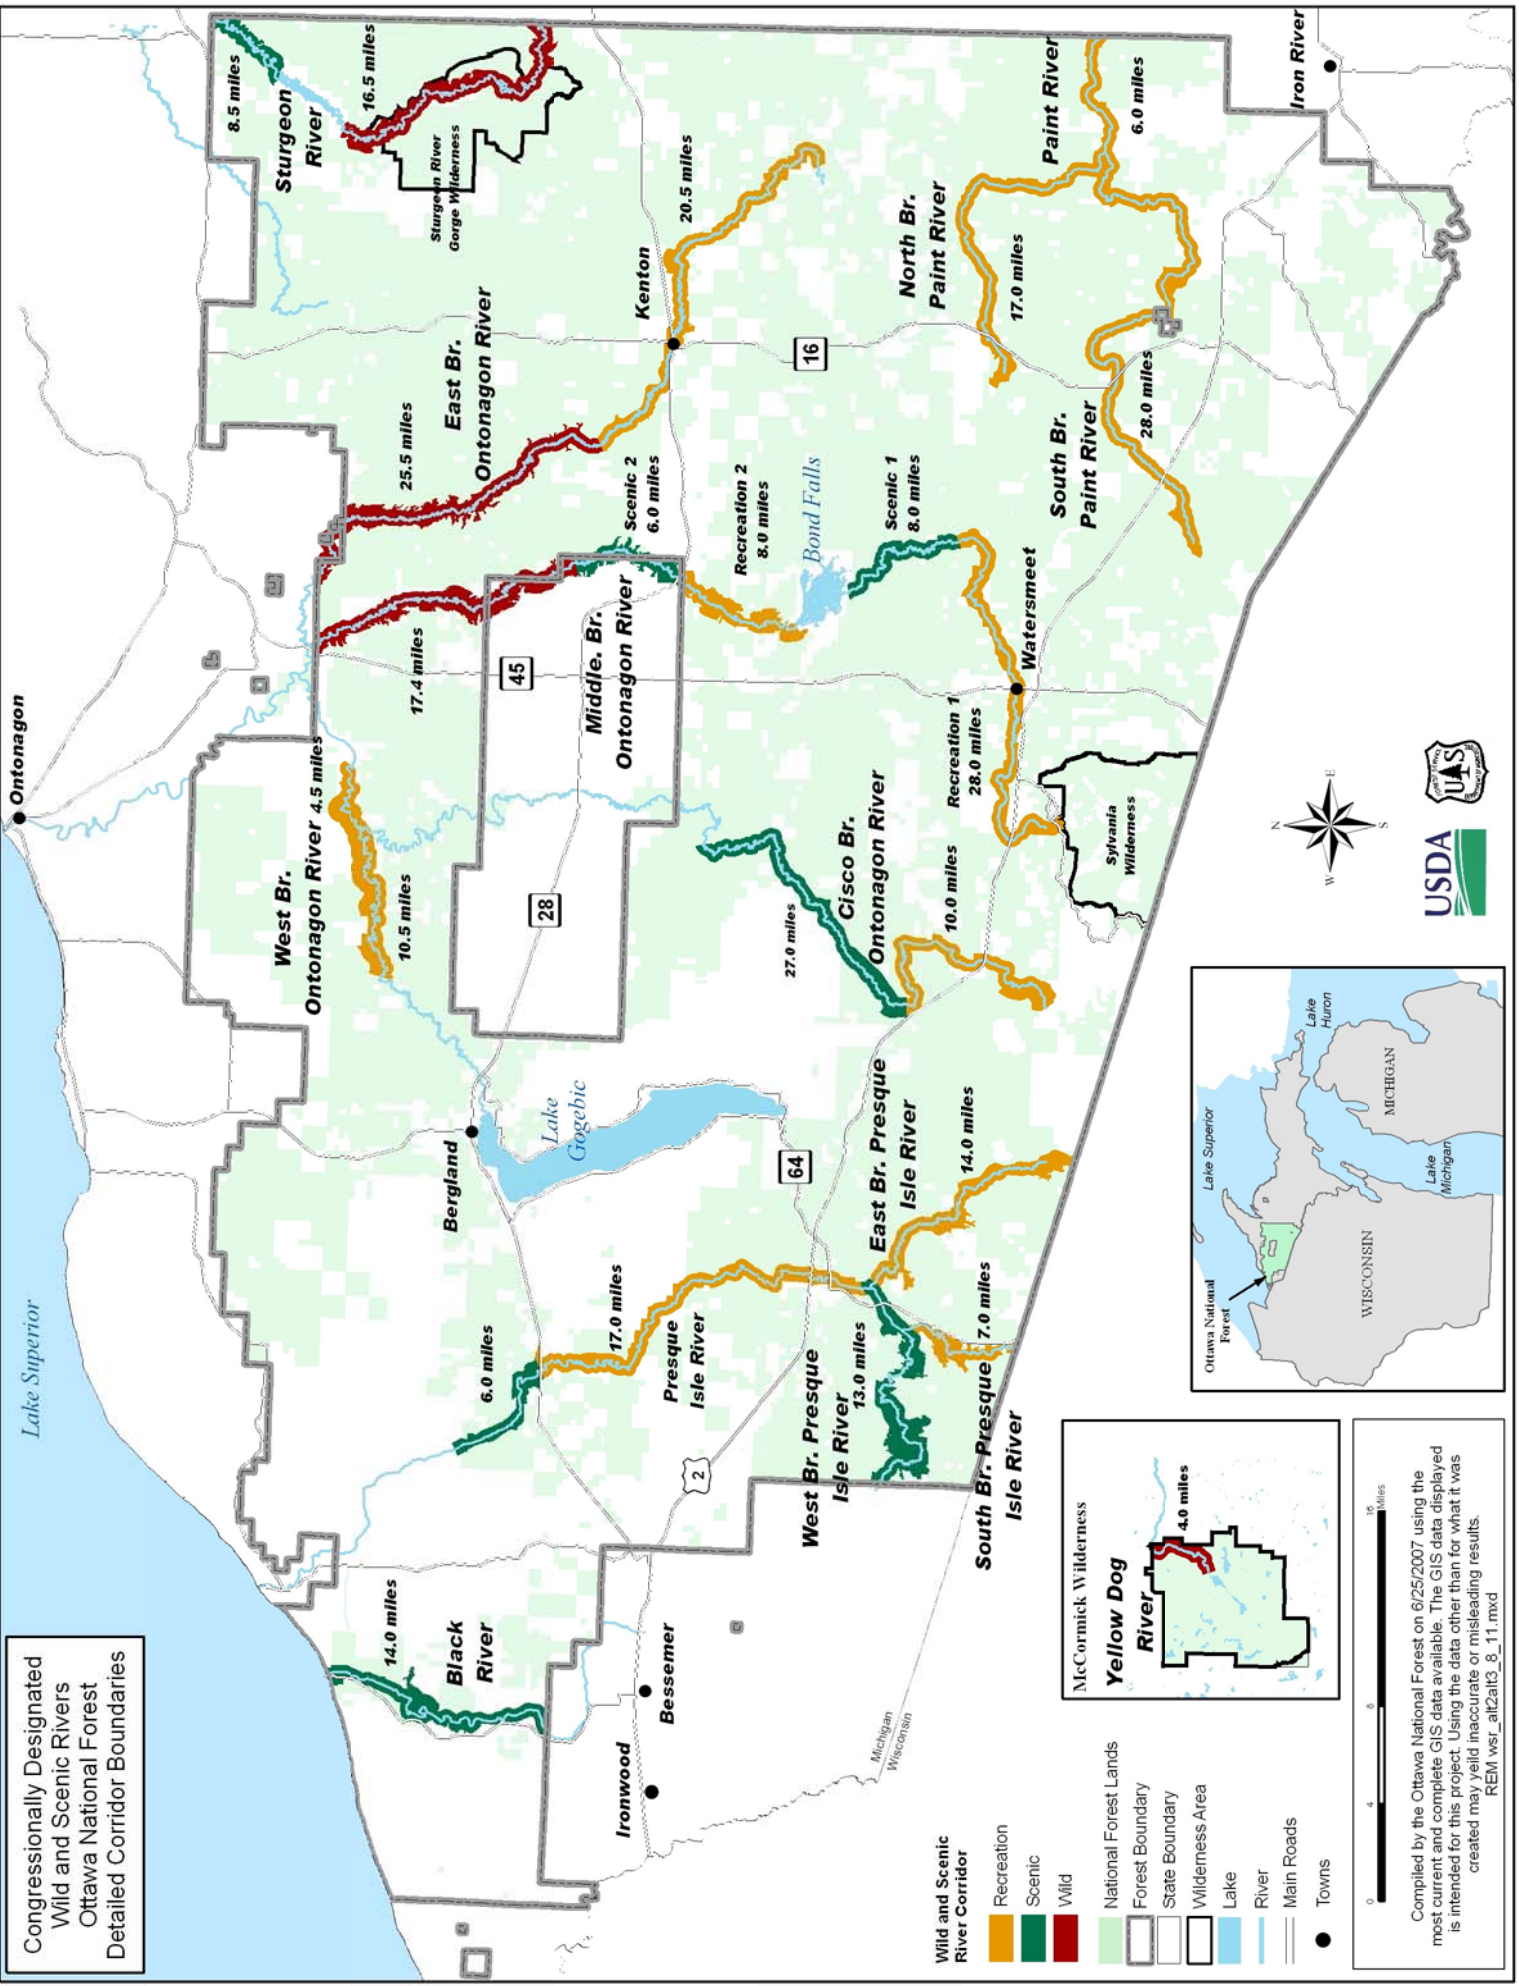 Congressionally Designated
Wild and Scenic Rivers
Ottawa National Forest
Detailed Corridor Boundaries
Lake Superior
Ontonagon
8.5 miles
Sturgeon
River
16.5 miles
Sturgeon River
Gorge Wilderness
West Br.
Ontonagon River
4.5 miles
10.5 miles
17.4 miles
25.5 miles
East Br.
Ontonagon River
Kenton
20.5 miles
Scenic 2
6.0 miles
Middle. Br.
Ontonagon River
45
28
Recreation 2
8.0 miles
Bond Falls
16
Scenic 1
8.0 miles
North Br.
Paint River
17.0 miles
Paint River
6.0 miles
South Br.
Paint River
28.0 miles
Iron River
Watersmeet
Recreation 1
28.0 miles
Sylvania
Wilderness
Cisco Br.
Ontonagon River
27.0 miles
10.0 miles
Bergland
Lake
Gogebic
64
East Br. Presque
Isle River
14.0 miles
6.0 miles
17.0 miles
Presque
Isle River
West Br. Presque
Isle River
13.0 miles
2
7.0 miles
South Br. Presque
Isle River
14.0 miles
Black
River
Bessemer
Ironwood
Michigan
Wisconsin
N
E
S
W
USDA
FOREST SERVICE
U S
DEPARTMENT OF AGRICULTURE
Wild and Scenic
River Corridor
Recreation
Scenic
Wild
National Forest Lands
Forest Boundary
State Boundary
Wilderness Area
Lake
River
Main Roads
Towns
McCormick Wilderness
Yellow Dog
River
4.0 miles
Lake Superior
Ottawa National
Forest
WISCONSIN
Lake
Michigan
MICHIGAN
Lake
Huron
0
4
8
16
Miles
Compiled by the Ottawa National Forest on 6/25/2007 using the
most current and complete GIS data available. The GIS data displayed
is intended for this project. Using the data other than for what it was
created may yeild inaccurate or misleading results.
REM wsr_alt2alt3_8_11.mxd